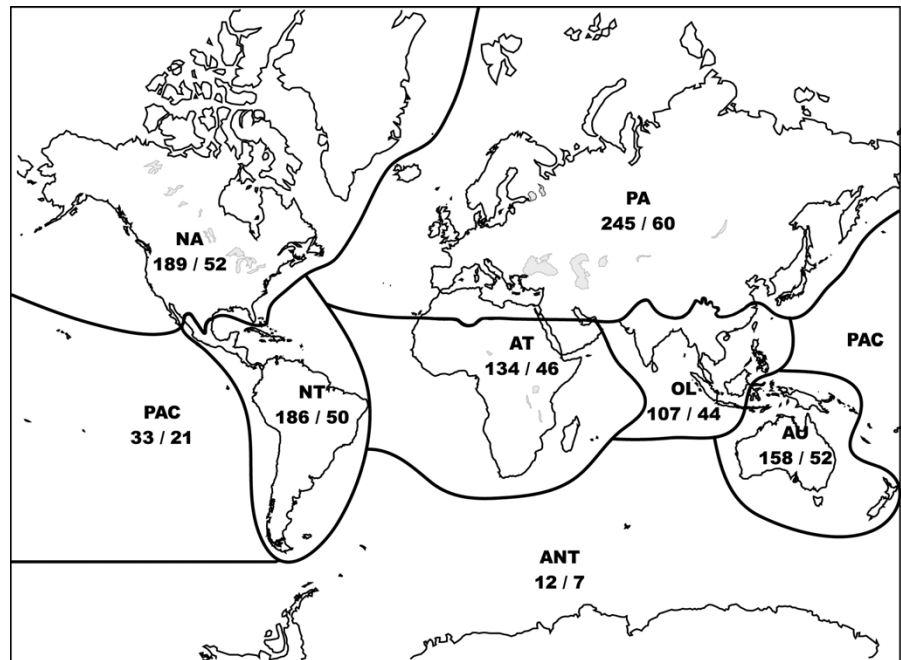 PA
245 / 60
NA
189 / 52
AT
134 / 46
PAC
NT
186 / 50
OL
107 / 44
PAC
33 / 21
AU
158 / 52
ANT
12 / 7